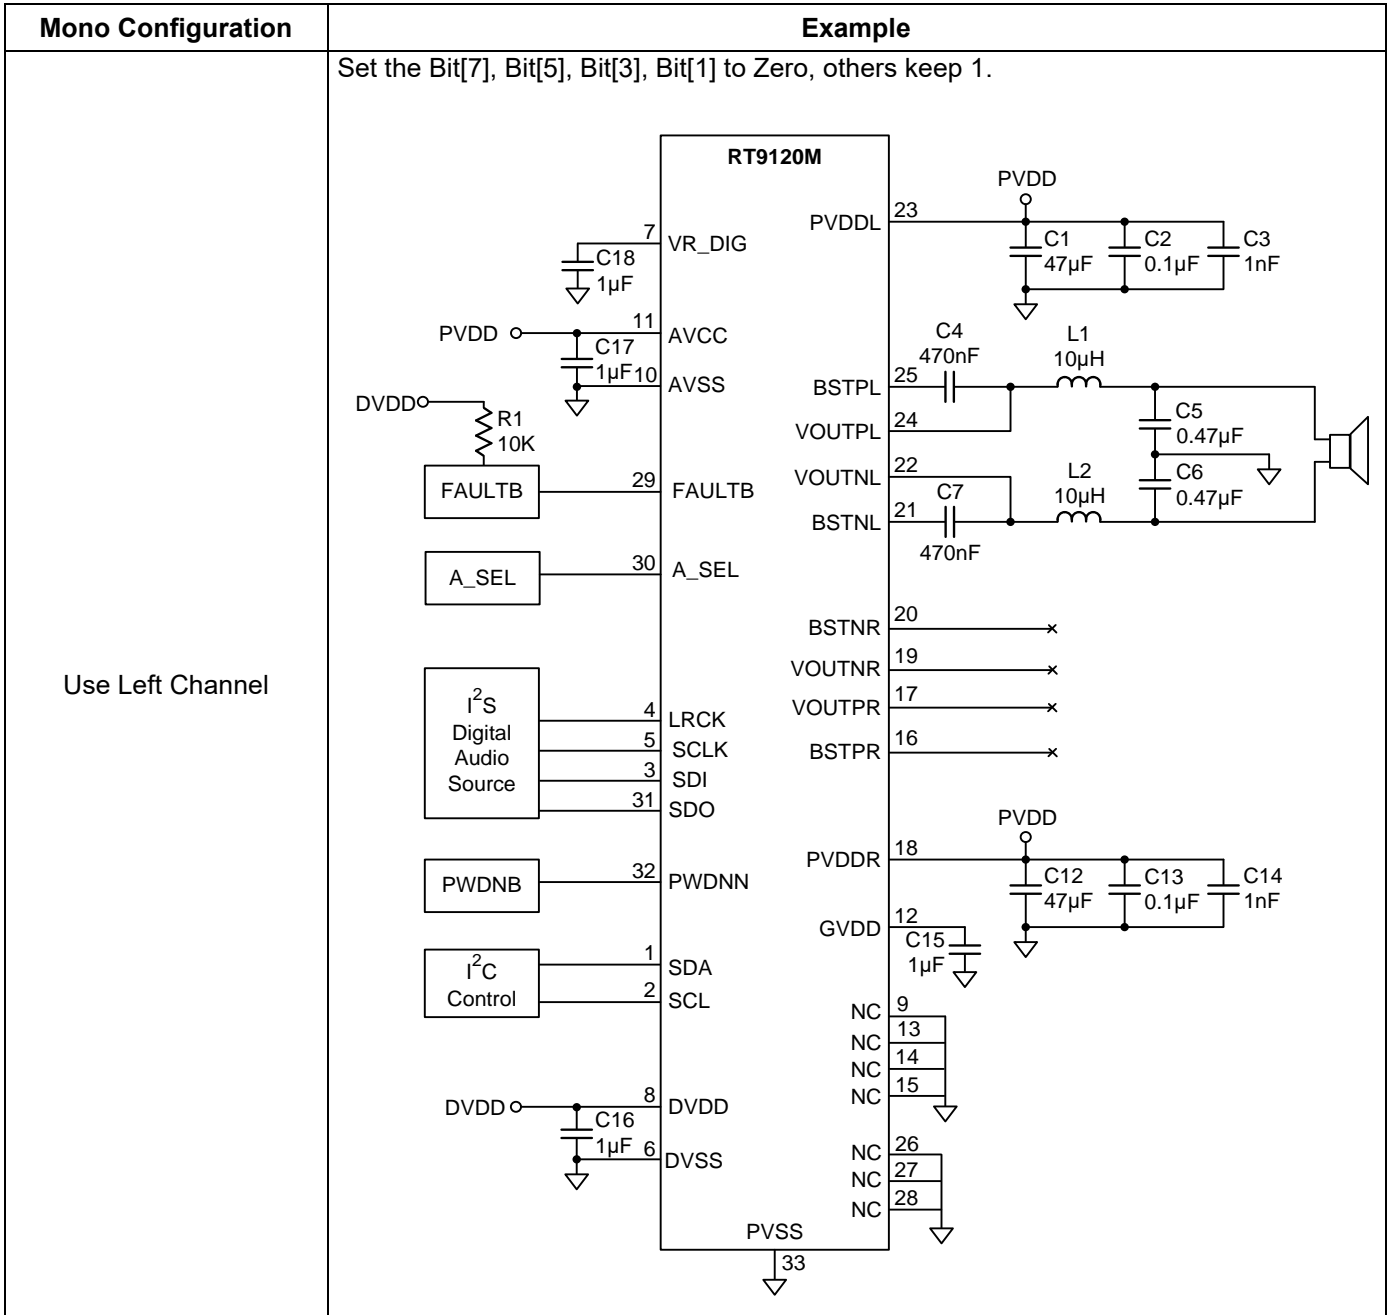 Mono Configuration
Example
Use Left Channel
Set the Bit[7], Bit[5], Bit[3], Bit[1] to Zero, others keep 1.
RT9120M
7
VR_DIG
C18
1µF
PVDD
11
AVCC
C17
1µF
10
AVSS
DVDD
R1
10K
FAULTB
29
FAULTB
A_SEL
30
A_SEL
I2S
Digital
Audio
Source
4
LRCK
5
SCLK
3
SDI
31
SDO
PWDNB
32
PWDNN
I2C
Control
1
SDA
2
SCL
DVDD
8
DVDD
C16
1µF
6
DVSS
PVSS
33
PVDD
PVDDL
23
C1
47µF
C2
0.1µF
C3
1nF
C4
470nF
L1
10µH
BSTPL
25
VOUTPL
24
C5
0.47µF
VOUTNL
22
C7
470nF
L2
10µH
C6
0.47µF
BSTNL
21
BSTNR
20
VOUTNR
19
VOUTPR
17
BSTPR
16
PVDD
PVDDR
18
C12
47µF
C13
0.1µF
C14
1nF
GVDD
12
C15
1µF
NC
9
NC
13
NC
14
NC
15
NC
26
NC
27
NC
28